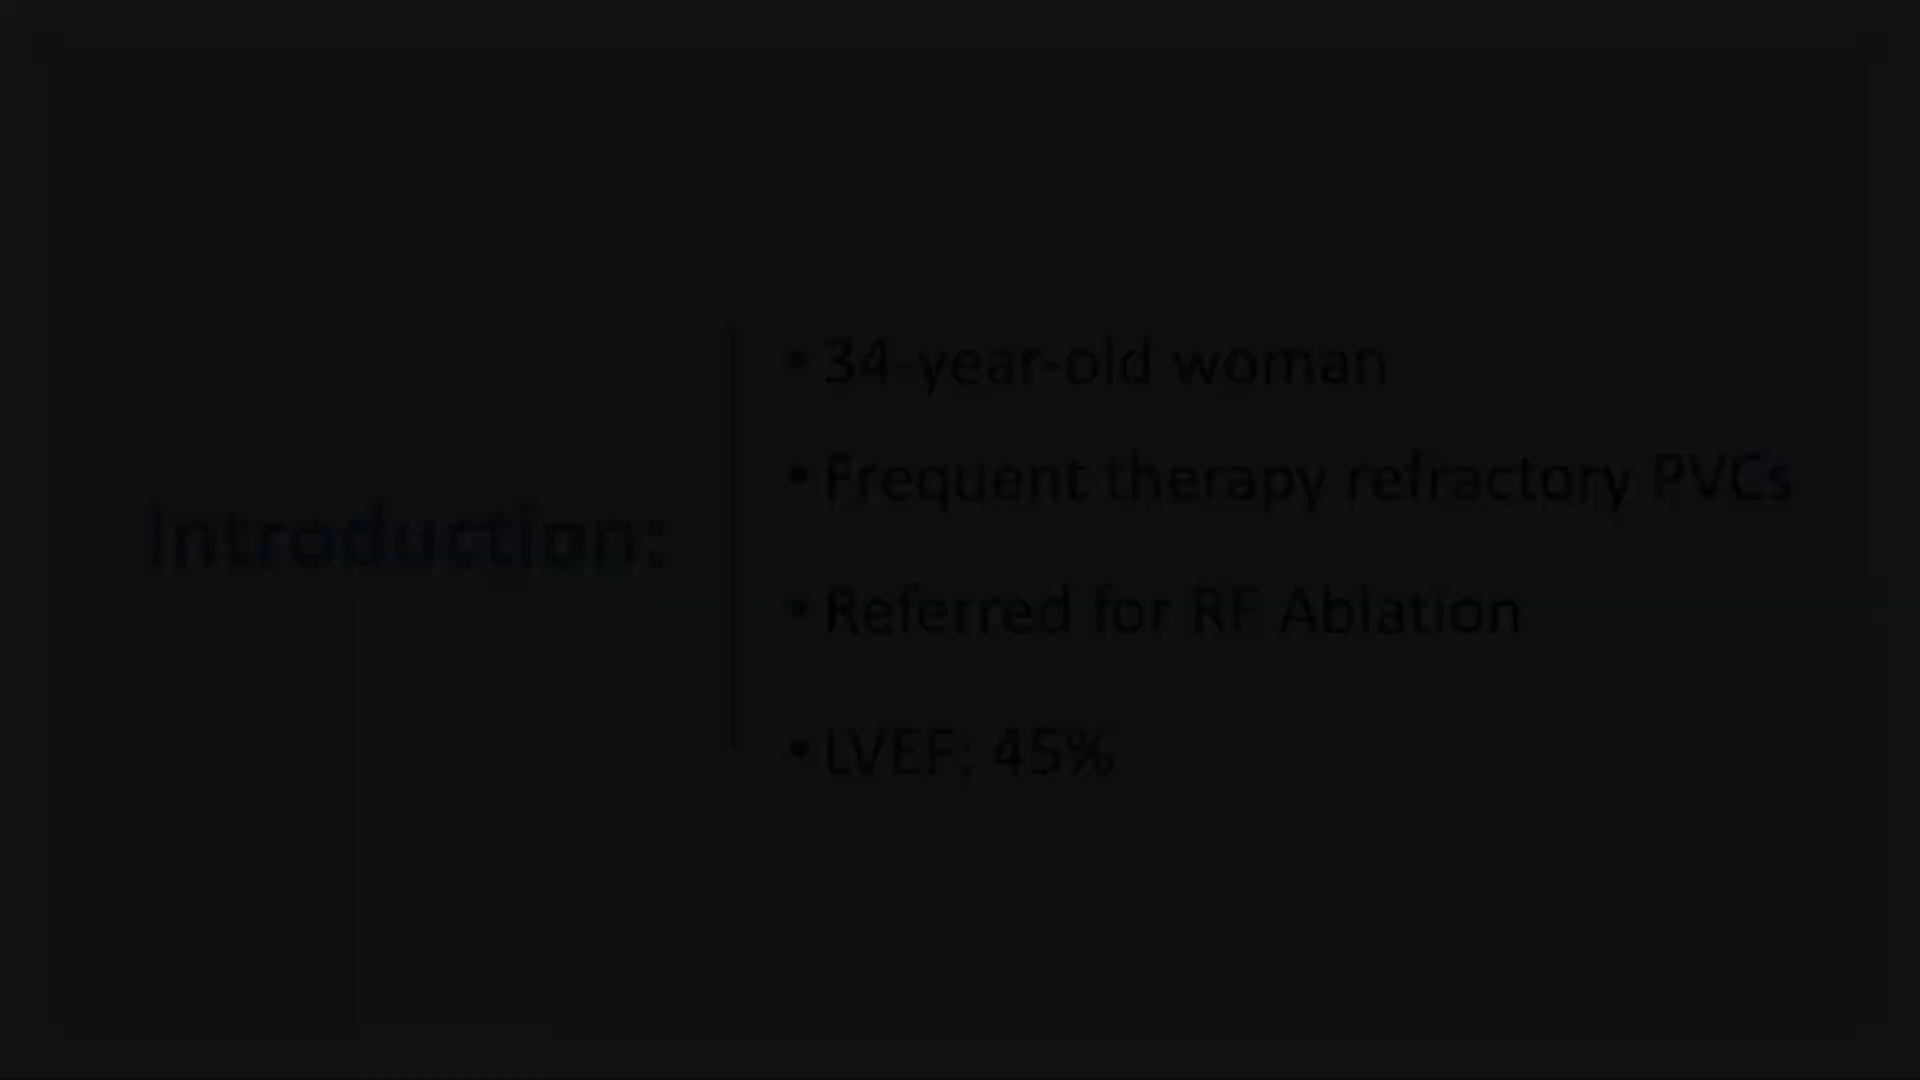 Introduction:
• 34-year-old woman
• Frequent therapy refractory PVCs
• Referred for RF Ablation
• LVEF: 45%